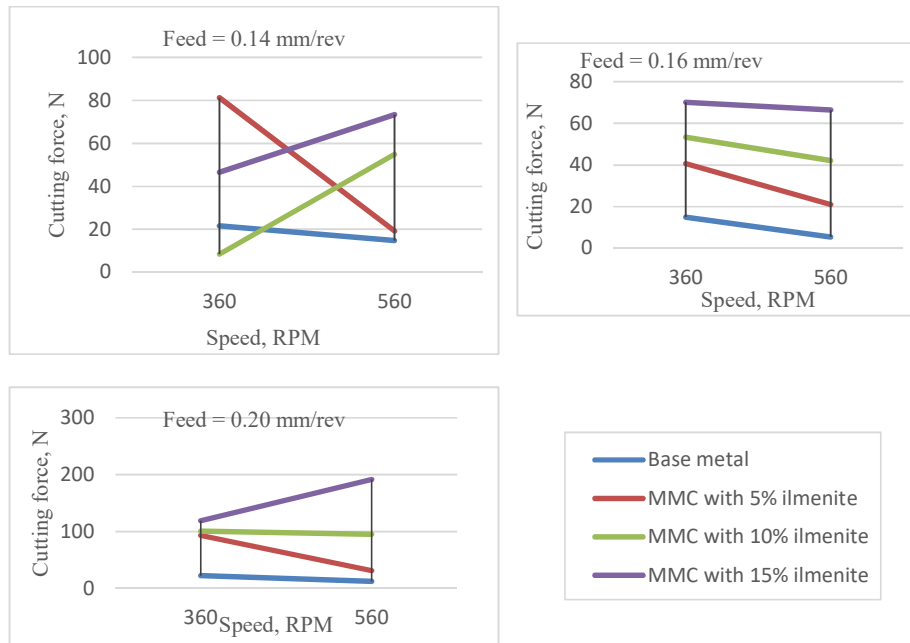 Feed = 0.14 mm/rev
Cutting force, N
100
80
60
40
20
0
360
560
Speed, RPM
Feed = 0.16 mm/rev
Cutting force, N
80
60
40
20
0
360
560
Speed, RPM
Feed = 0.20 mm/rev
Cutting force, N
300
200
100
0
360
560
Speed, RPM
Base metal
MMC with 5% ilmenite
MMC with 10% ilmenite
MMC with 15% ilmenite